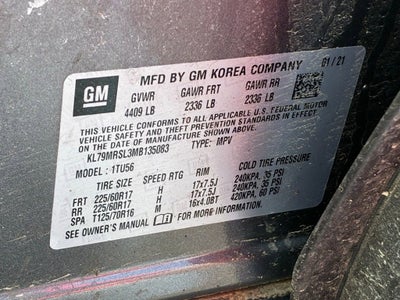 GM
MFD BY GM KOREA COMPANY 01/21
GVWR GAWR FRT GAWR RR
4409 LB 2336 LB 2336 LB
THIS VEHICLE CONFORMS TO ALL APPLICABLE U.S. FEDERAL MOTOR
VEHICLE SAFETY, BUMPER, AND THEFT PREVENTION STANDARDS IN
EFFECT ON THE DATE OF MANUFACTURE SHOWN ABOVE.
KL79MRSL3MB135083 TYPE: MPV
MODEL: 1TU56
TIRE SIZE SPEED RTG RIM COLD TIRE PRESSURE
FRT 225/60R17 H 17x7.5J 240KPA, 35 PSI
RR 225/60R17 H 17x7.5J 240KPA, 35 PSI
SPA T125/70R16 M 16x4.0BT 420KPA, 60 PSI
SEE OWNER'S MANUAL FOR MORE INFORMATION.